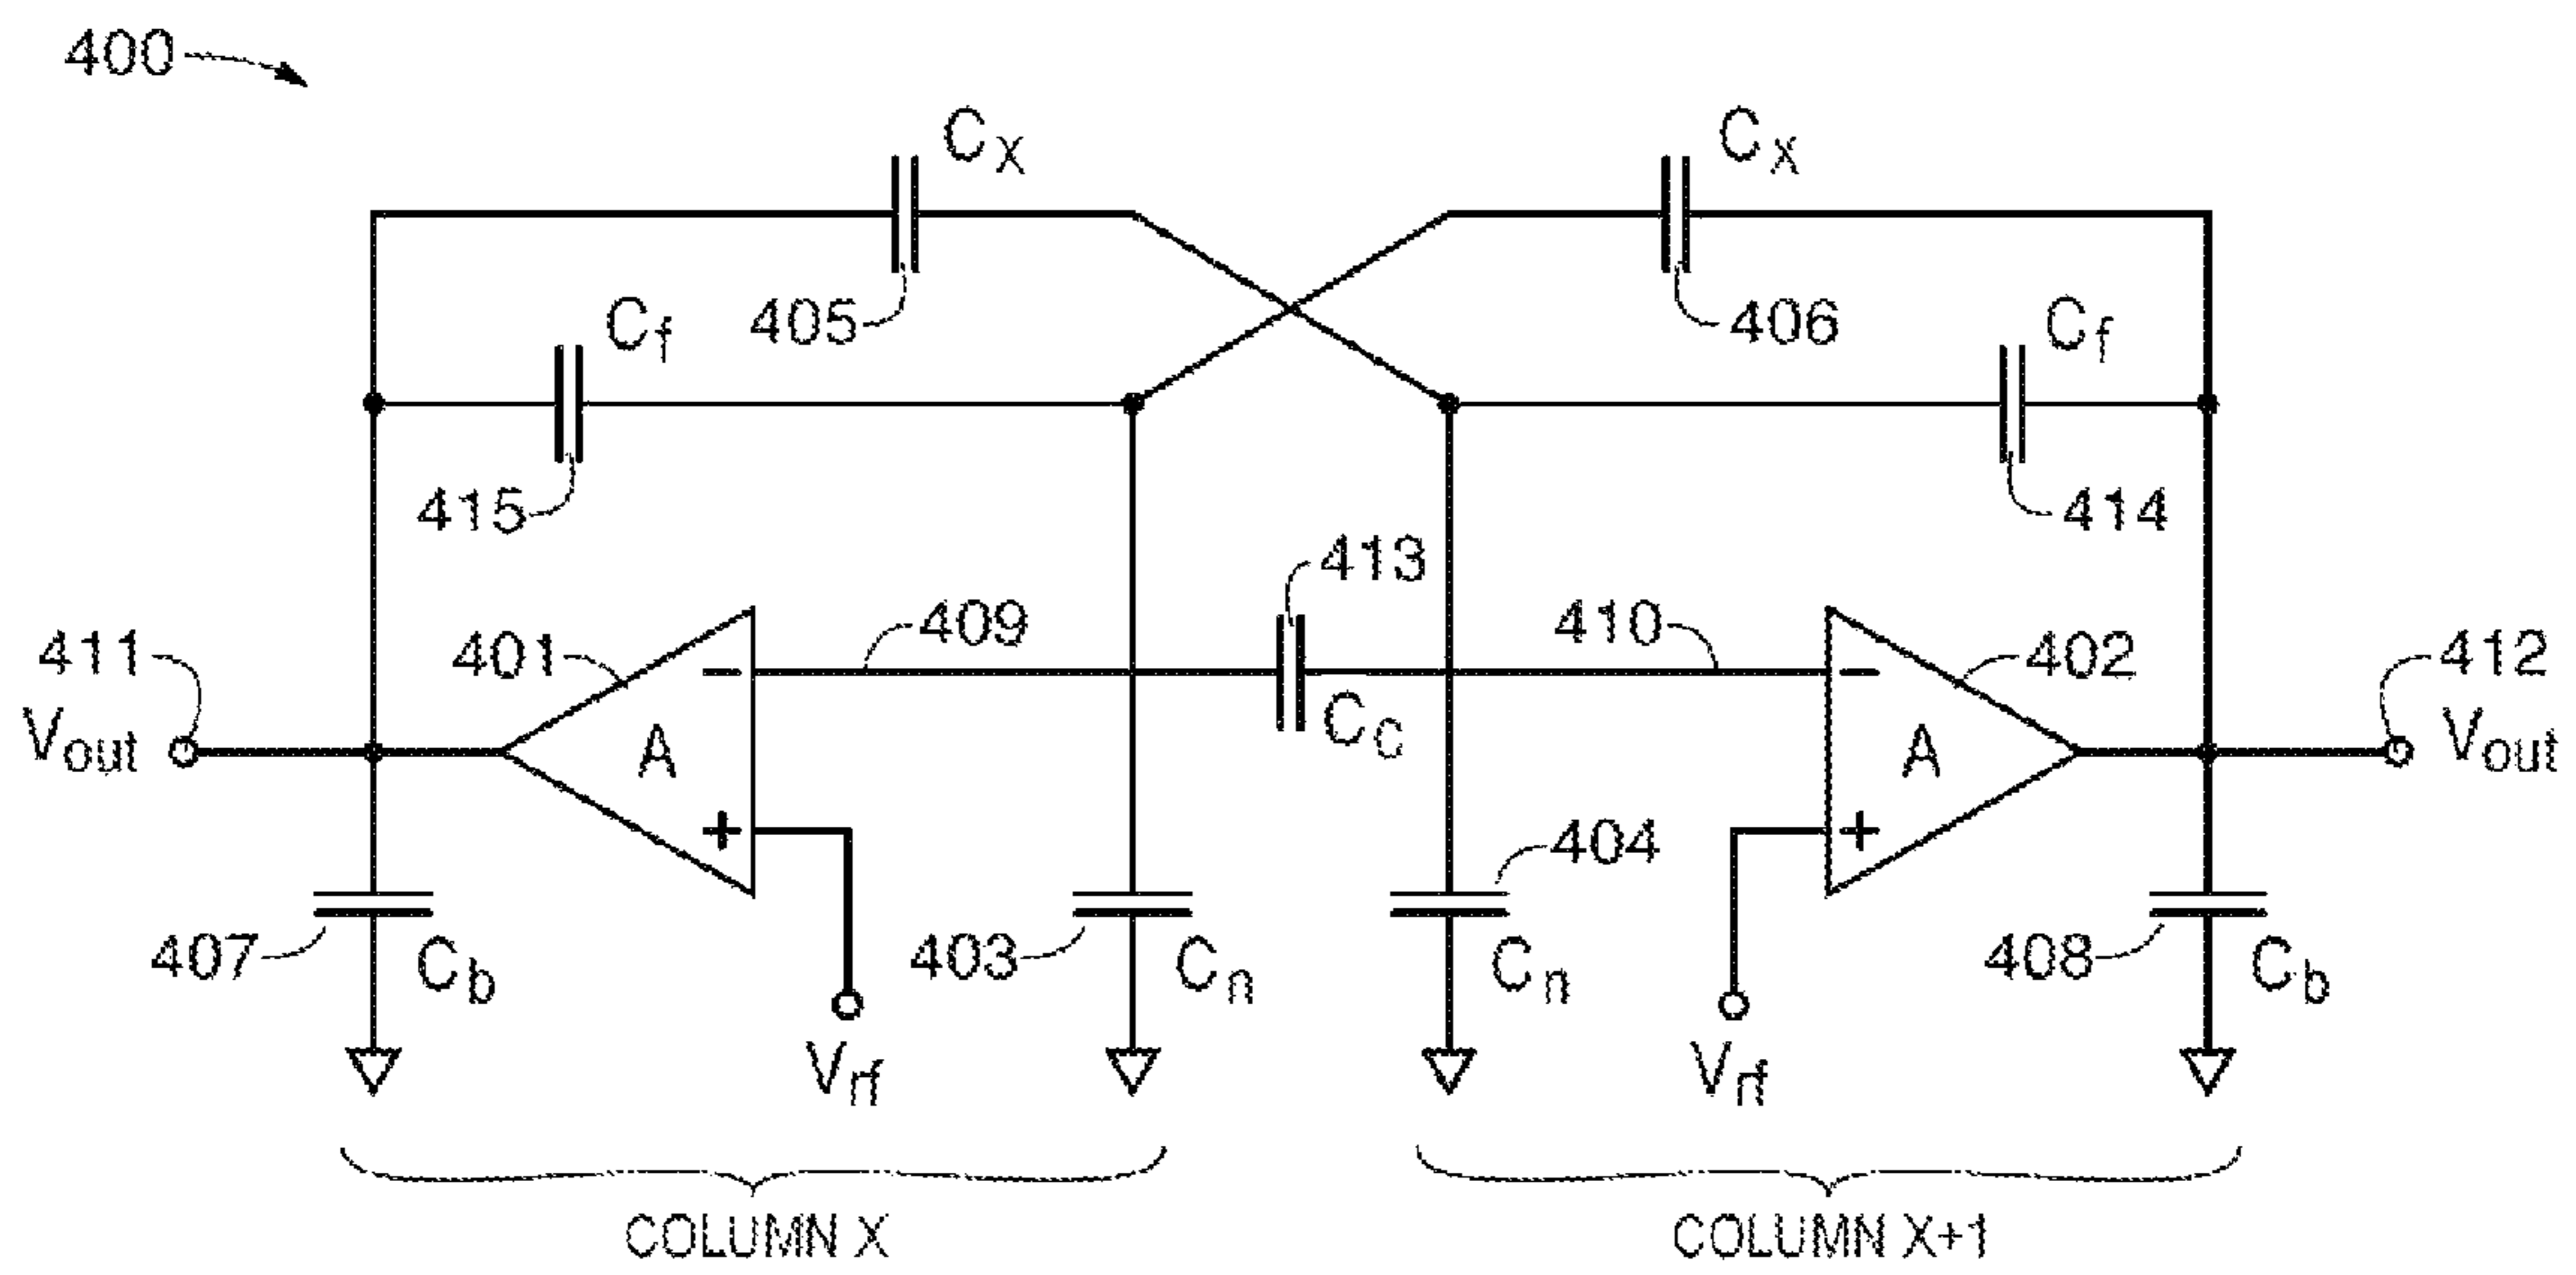 400
Cx Cx
405 406
Cf Cf
415 414
413
409 410
411 401 402 412
Vout A Cc A Vout
− −
+ +
404
407 Cb 403 Cn Cn 408 Cb
Vrf Vrf
COLUMN X COLUMN X+1